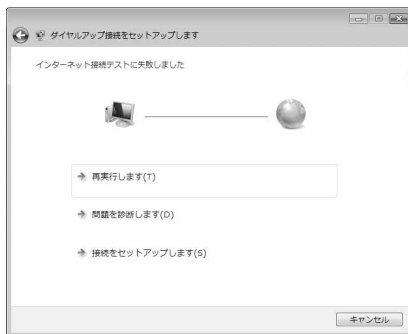 ダイヤルアップ接続をセットアップします
インターネット接続テストに失敗しました
再実行します(T)
問題を診断します(D)
接続をセットアップします(S)
キャンセル